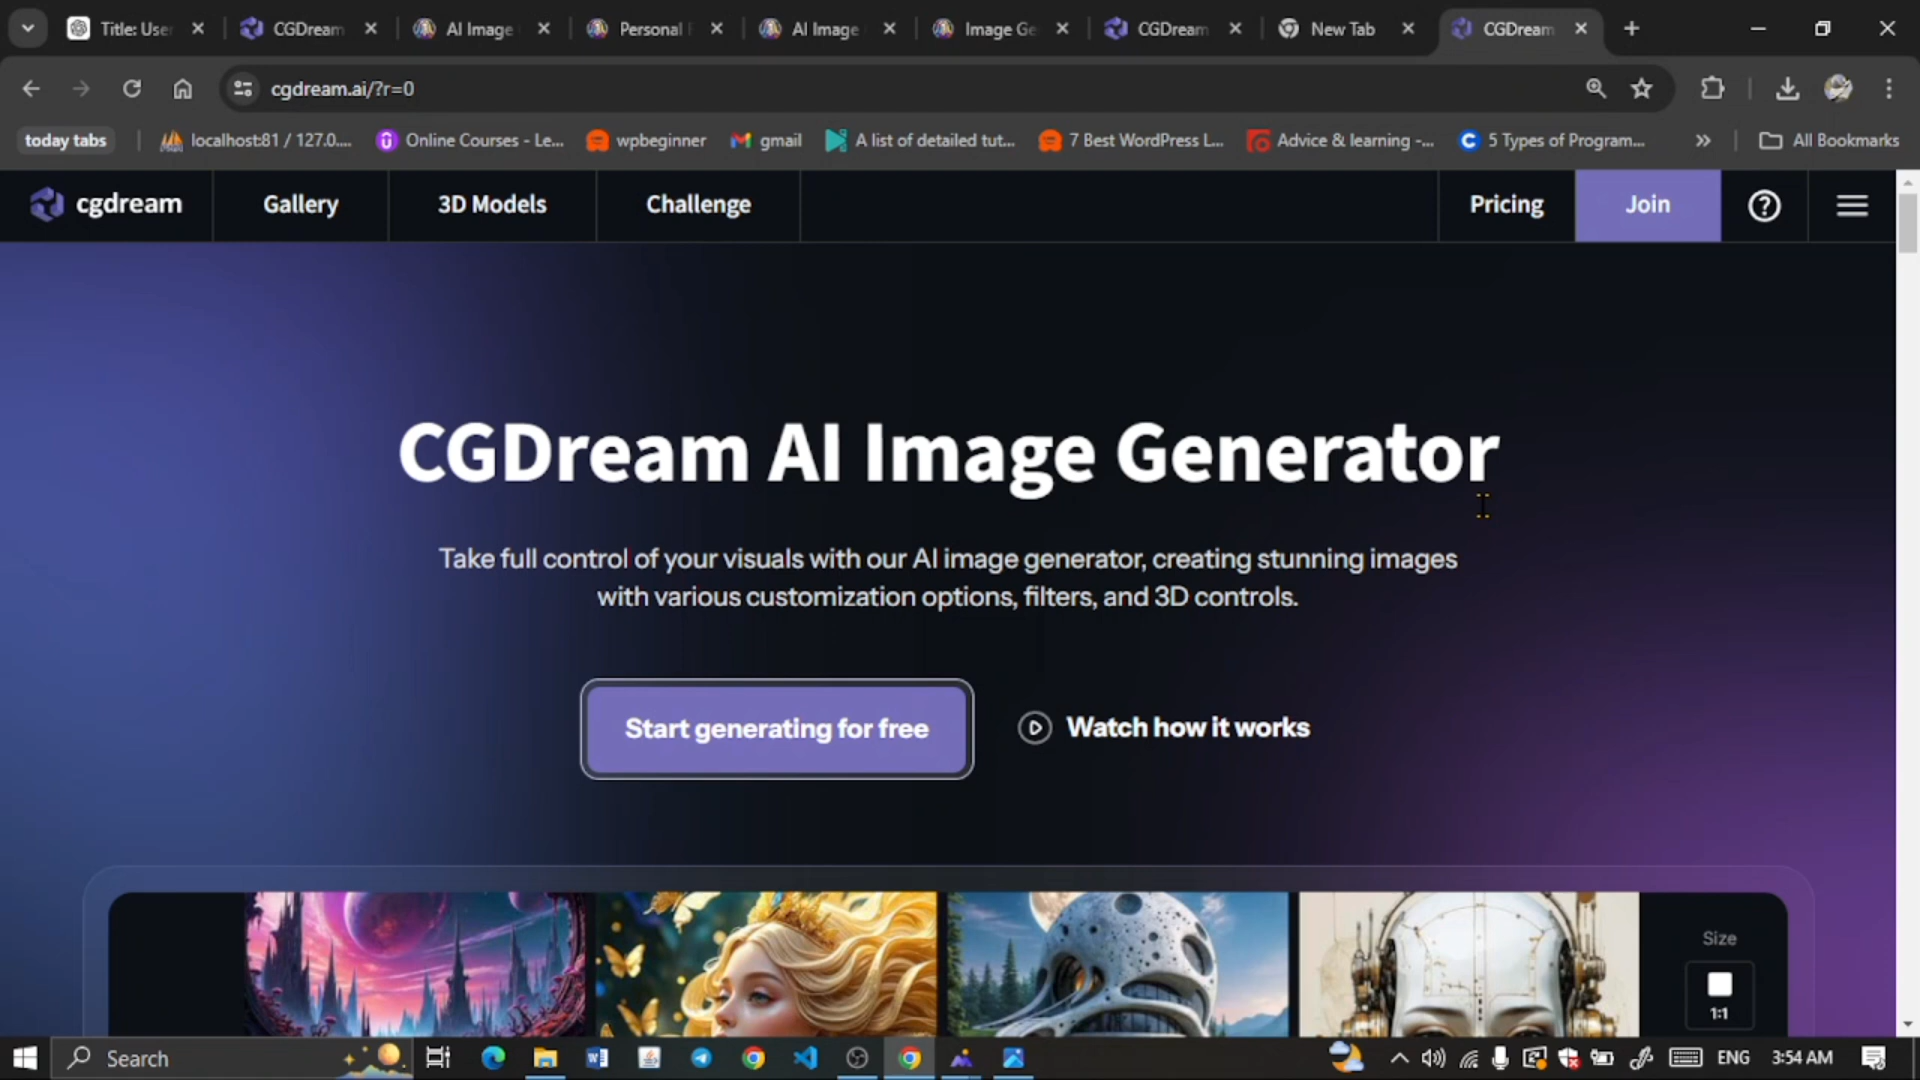 Title: User
CGDream
AI Image
Personal
AI Image
Image Ge
CGDream
New Tab
CGDream
cgdream.ai/?r=0
today tabs
localhost:81 / 127.0....
Online Courses - Le...
wpbeginner
gmail
A list of detailed tut...
7 Best WordPress L...
Advice & learning -...
5 Types of Program...
All Bookmarks
cgdream
Gallery
3D Models
Challenge
Pricing
Join
CGDream AI Image Generator
Take full control of your visuals with our AI image generator, creating stunning images
with various customization options, filters, and 3D controls.
Start generating for free
Watch how it works
Size
1:1
Search
ENG
3:54 AM